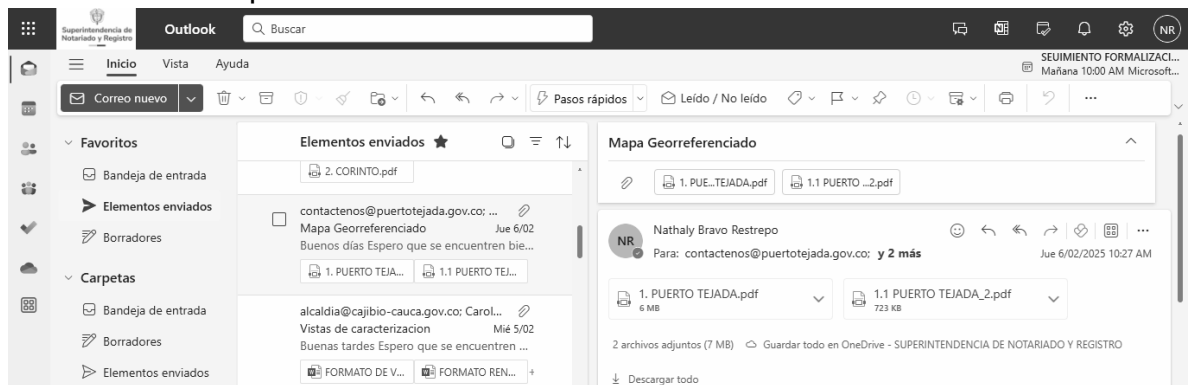 Superintendencia de
Notariado y Registro
Outlook
Buscar
NR
Inicio Vista Ayuda
SEUIMIENTO FORMALIZACI...
Mañana 10:00 AM Microsoft...
Correo nuevo
Pasos rápidos
Leído / No leído
Favoritos
Bandeja de entrada
Elementos enviados
Borradores
Carpetas
Bandeja de entrada
Borradores
Elementos enviados
Elementos enviados
2. CORINTO.pdf
contactenos@puertotejada.gov.co; ...
Mapa Georreferenciado Jue 6/02
Buenos días Espero que se encuentren bie...
1. PUERTO TEJA... 1.1 PUERTO TEJ...
alcaldia@cajibio-cauca.gov.co; Carol...
Vistas de caracterizacion Mié 5/02
Buenas tardes Espero que se encuentren ...
FORMATO DE V... FORMATO REN... +
Mapa Georreferenciado
1. PUE...TEJADA.pdf 1.1 PUERTO ...2.pdf
NR
Nathaly Bravo Restrepo
Para: contactenos@puertotejada.gov.co; y 2 más
Jue 6/02/2025 10:27 AM
1. PUERTO TEJADA.pdf
6 MB
1.1 PUERTO TEJADA_2.pdf
723 KB
2 archivos adjuntos (7 MB) Guardar todo en OneDrive - SUPERINTENDENCIA DE NOTARIADO Y REGISTRO
Descargar todo